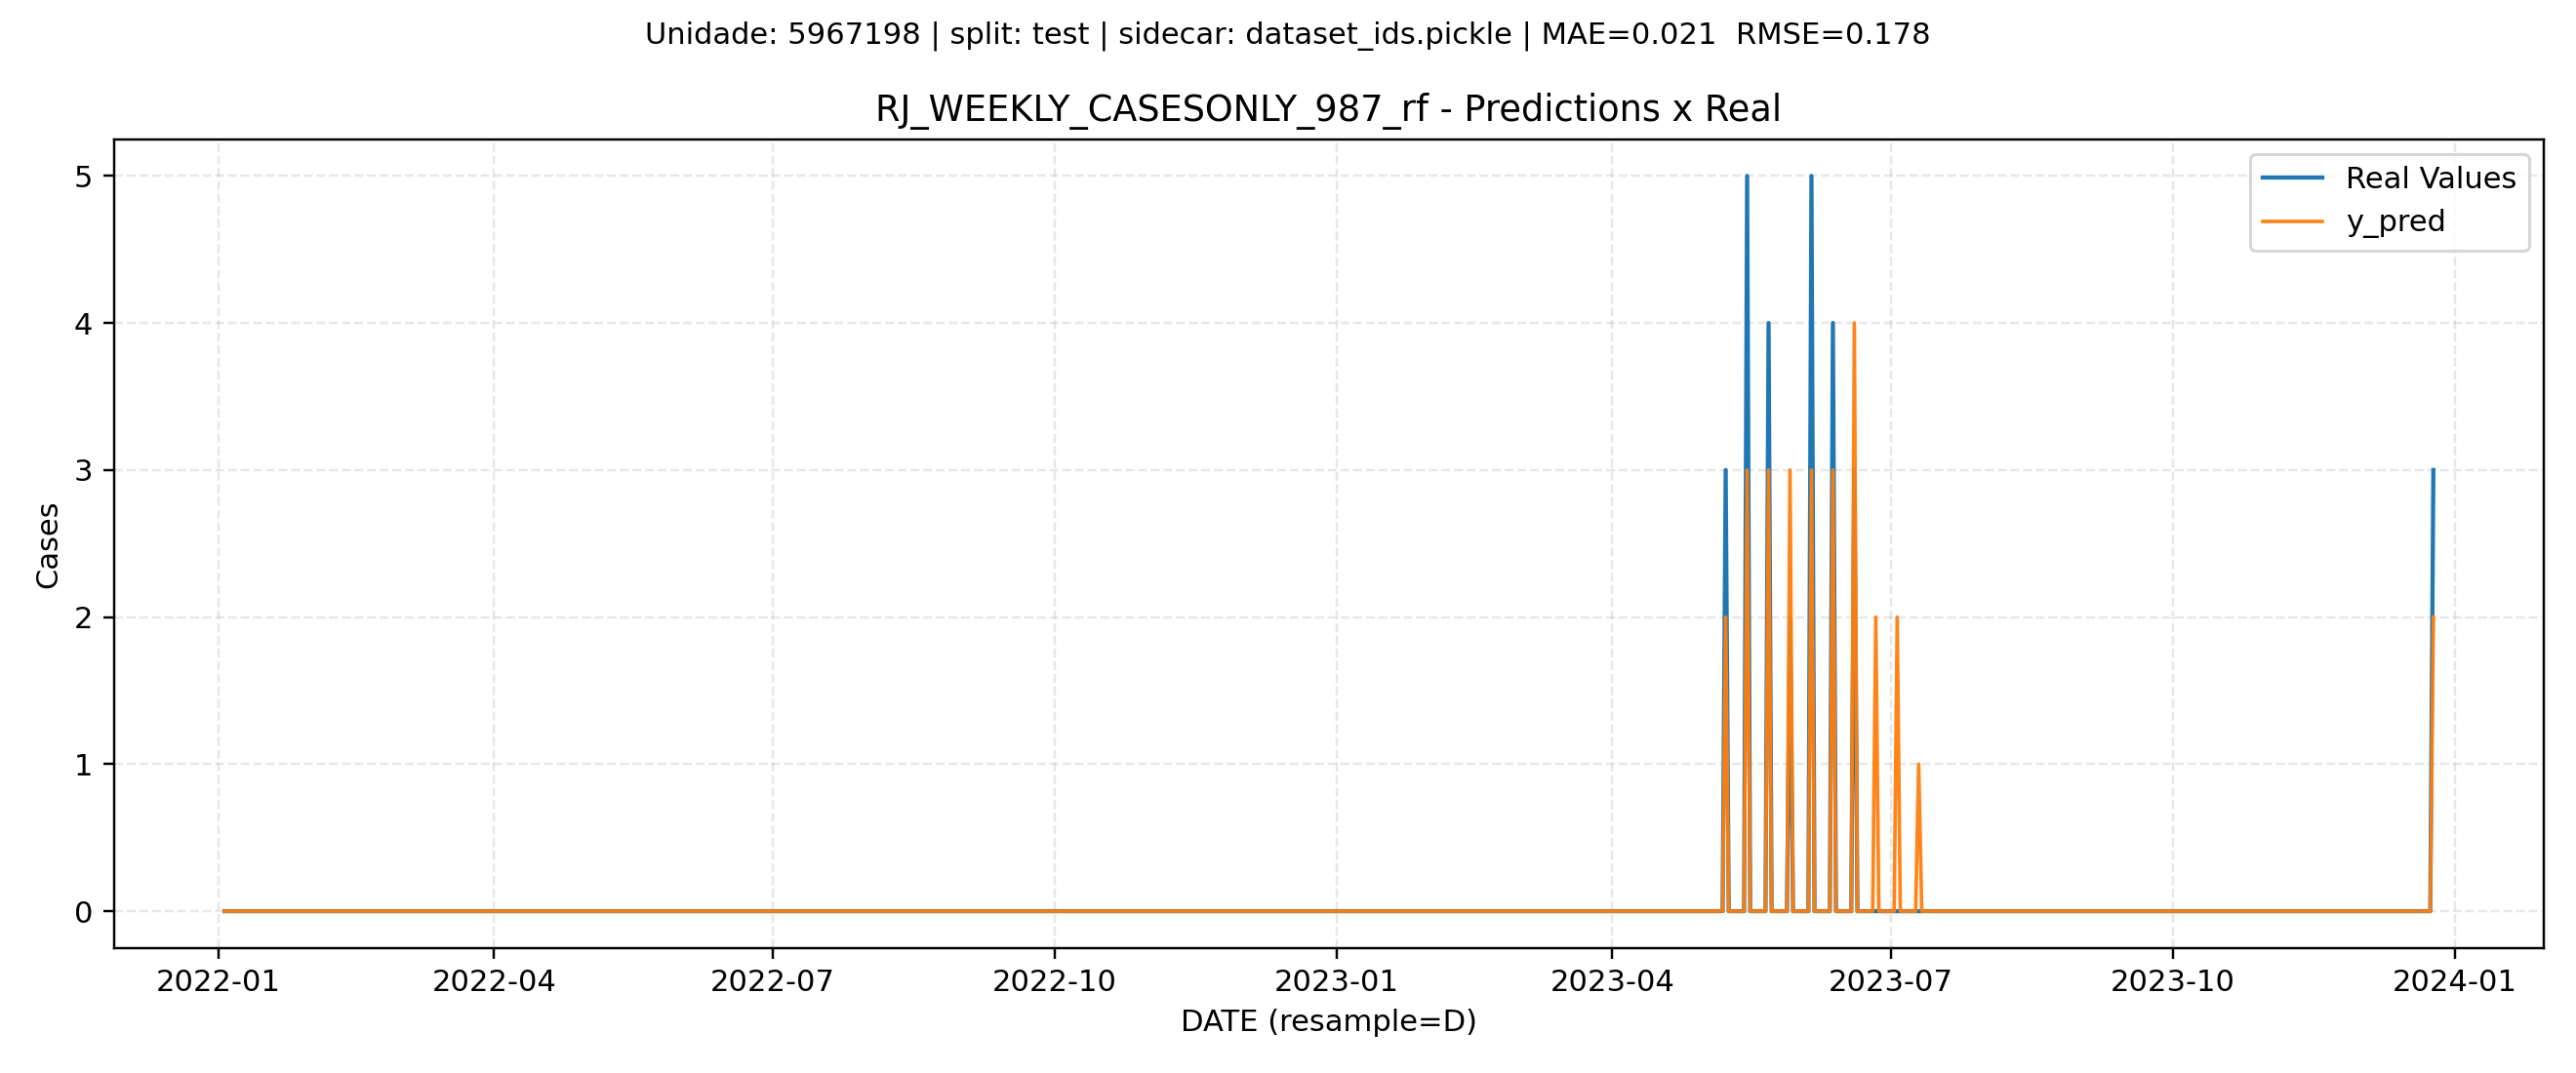 Unidade: 5967198 | split: test | sidecar: dataset_ids.pickle | MAE=0.021  RMSE=0.178
RJ_WEEKLY_CASESONLY_987_rf - Predictions x Real
Real Values
y_pred
5
4
3
2
1
0
Cases
2022-01
2022-04
2022-07
2022-10
2023-01
2023-04
2023-07
2023-10
2024-01
DATE (resample=D)